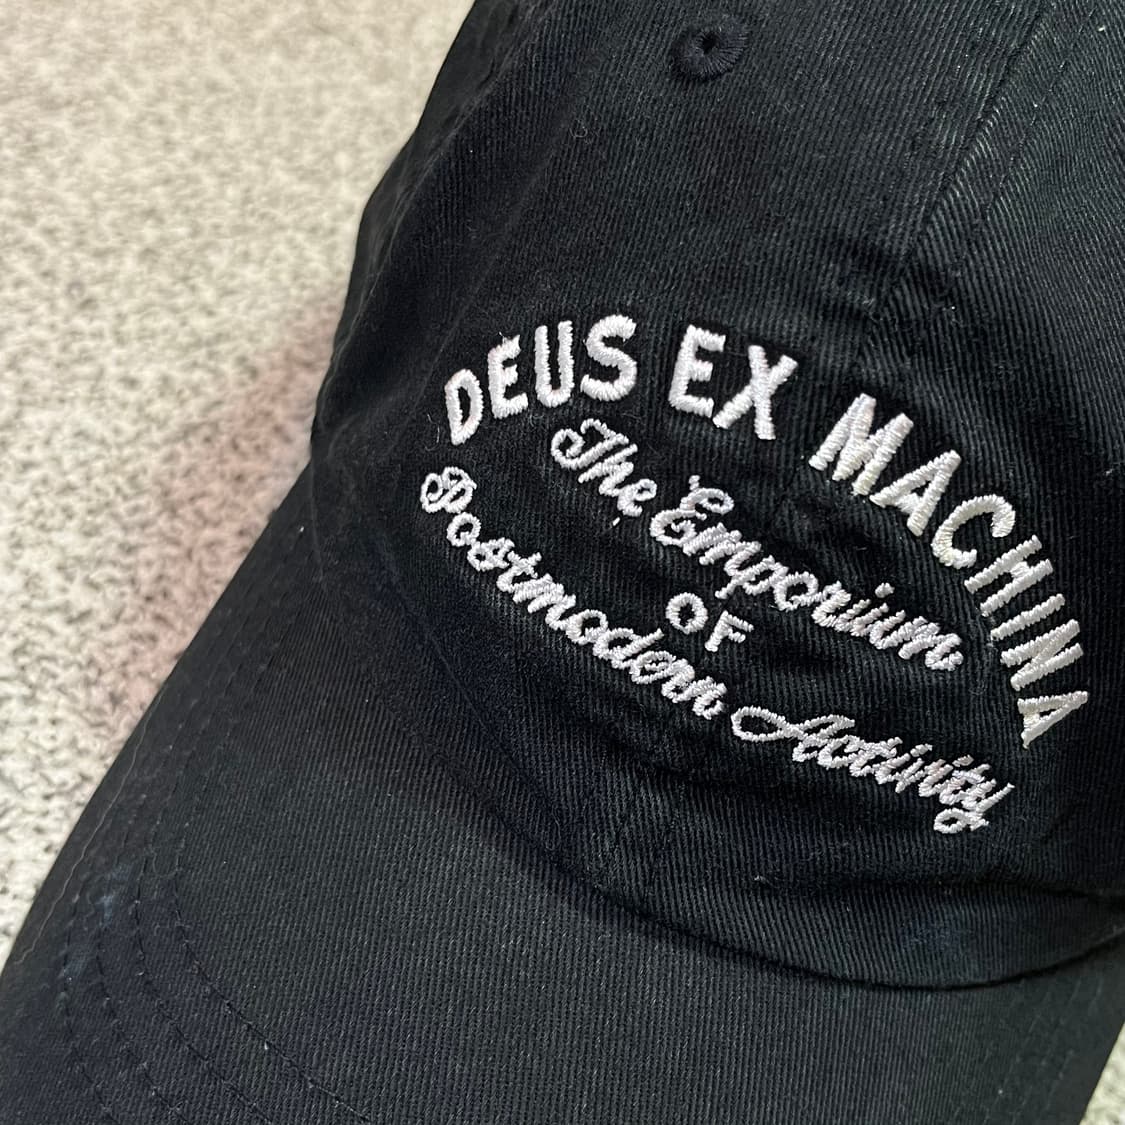 DEUS EX MACHINA
The Emporium
OF
Postmodern Activity